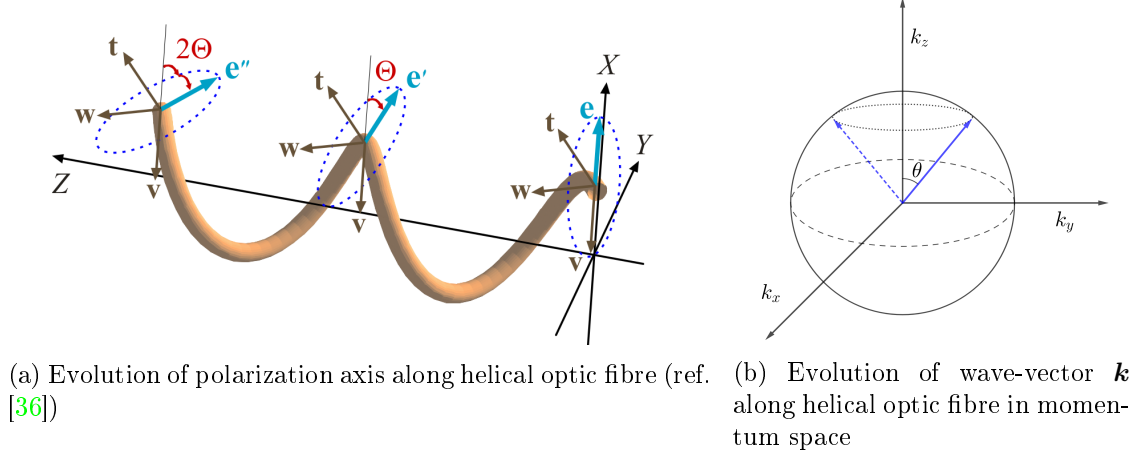 t
2Θ
e″
w
v
Z
t
Θ
e′
w
v
X
e
t
Y
w
v
k_z
θ
k_y
k_x
(a) Evolution of polarization axis along helical optic fibre (ref.
[36])
(b) Evolution of wave-vector k
along helical optic fibre in momen-
tum space